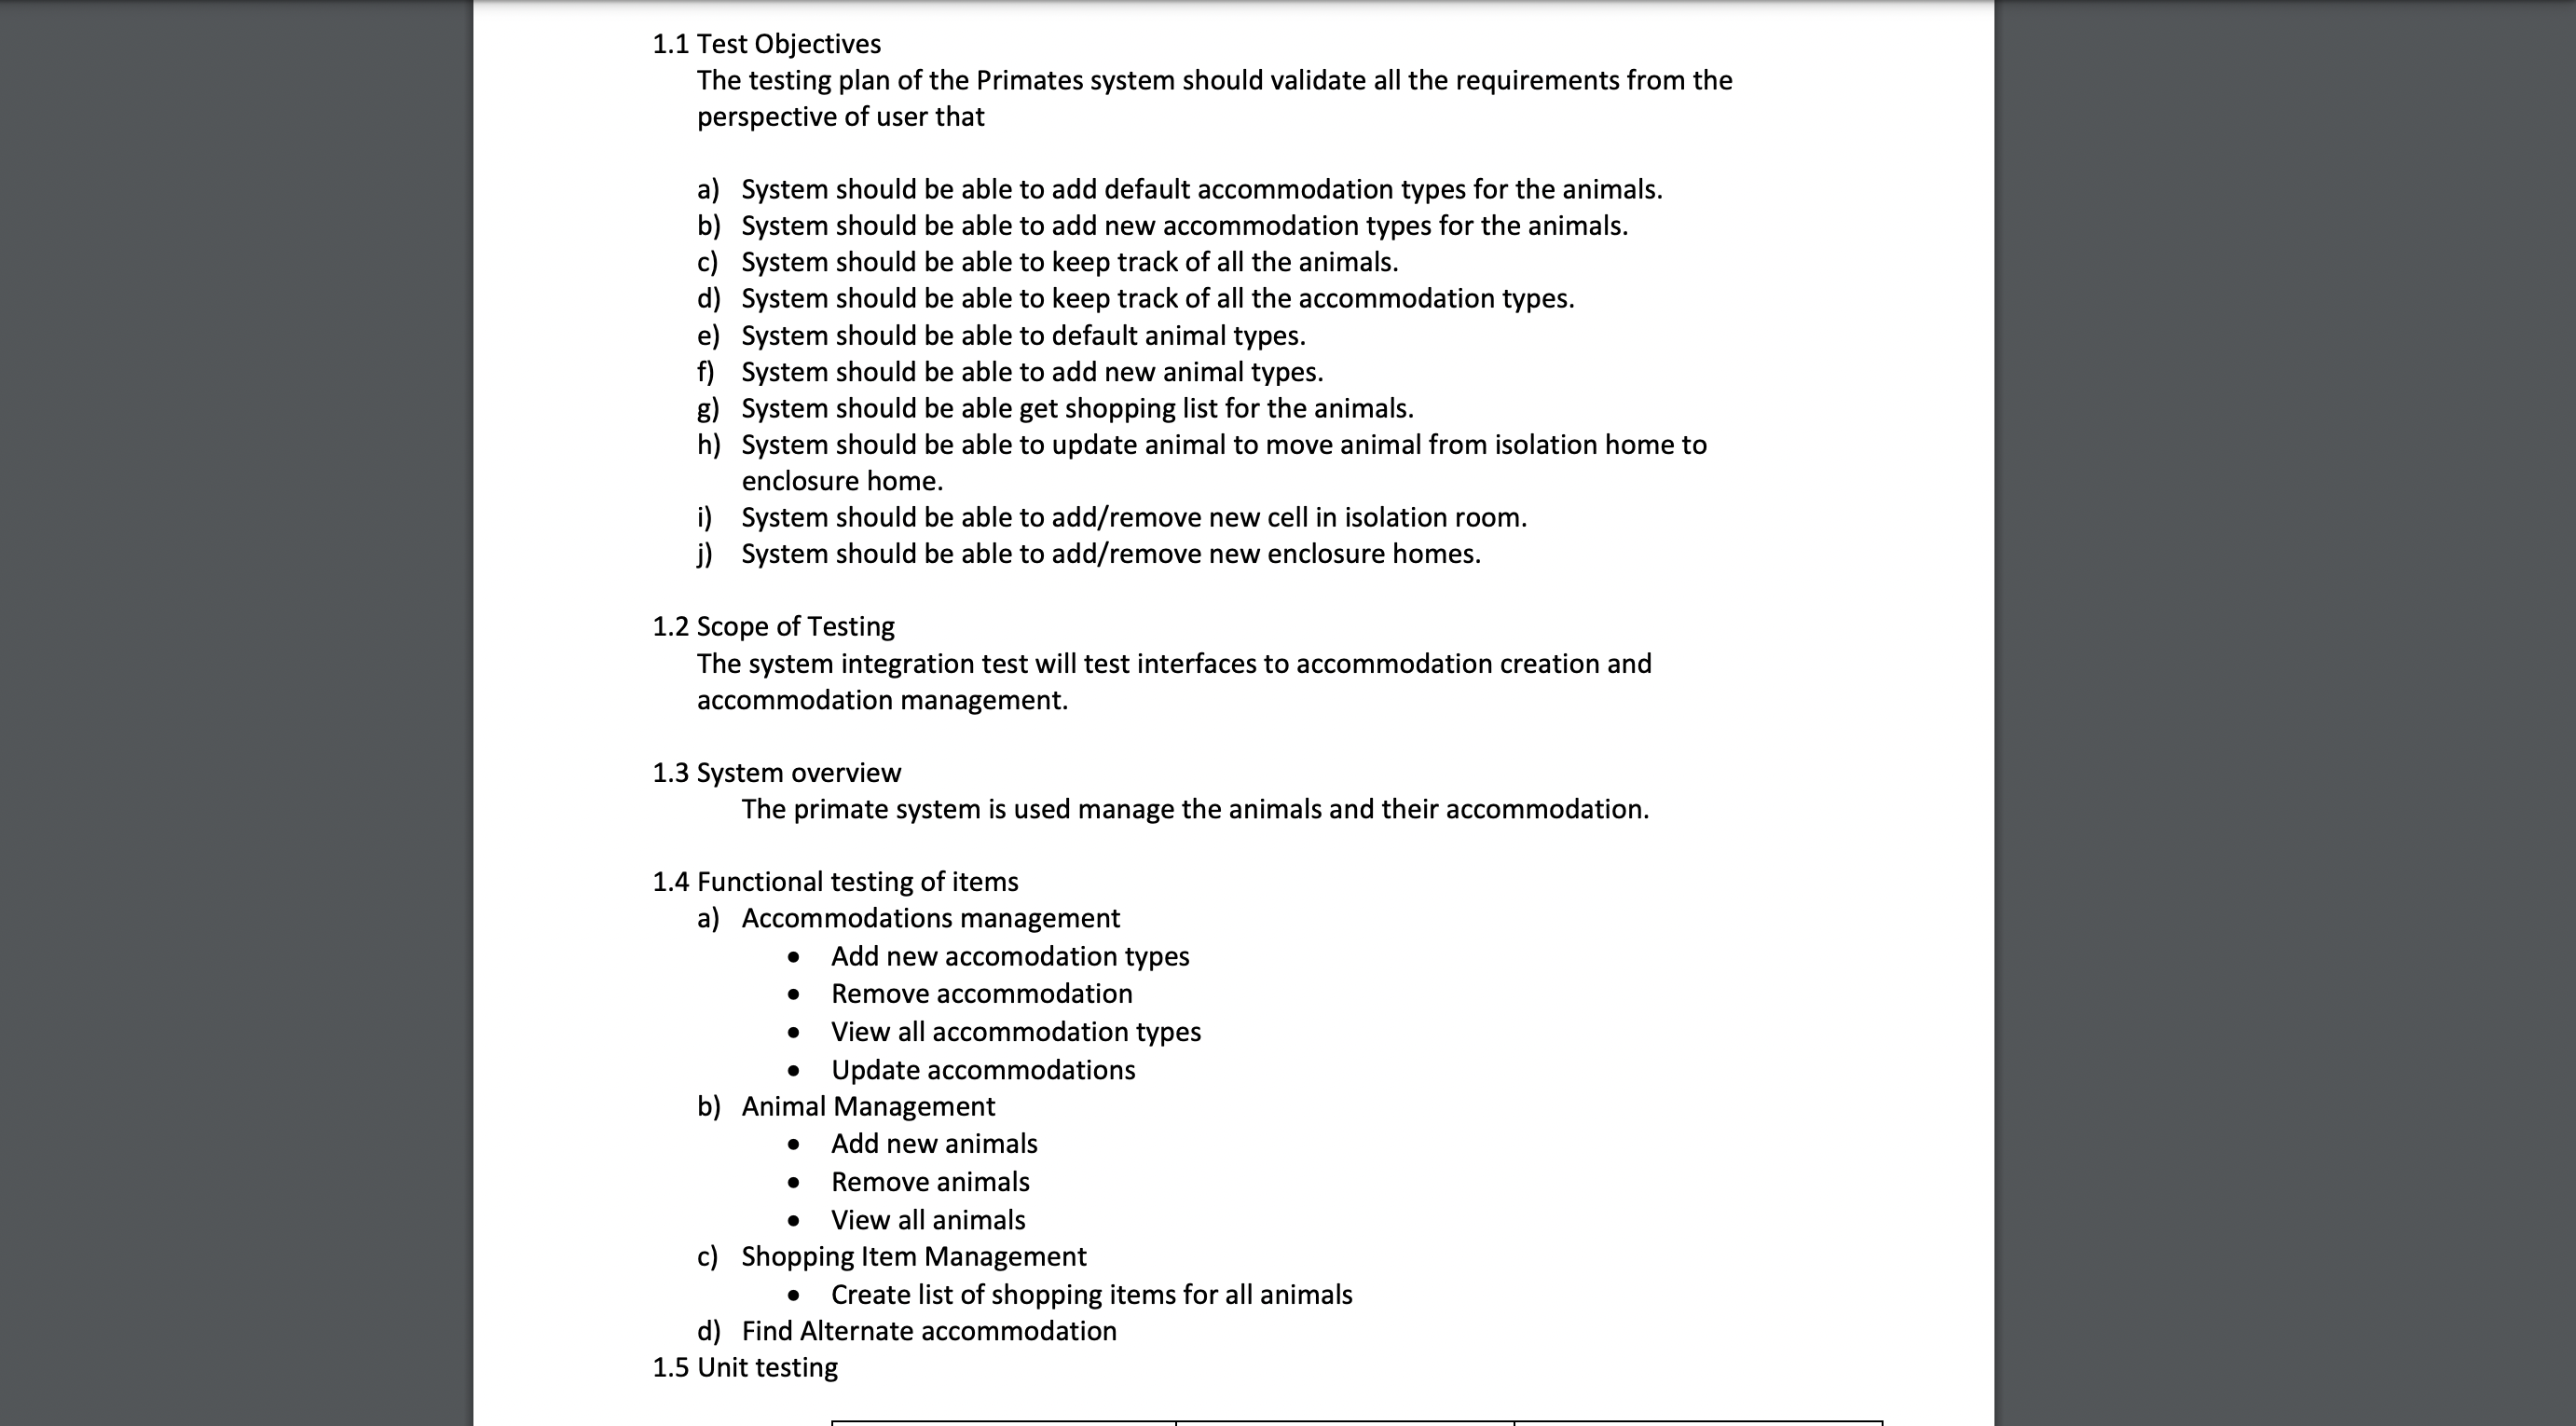 1.1 Test Objectives
The testing plan of the Primates system should validate all the requirements from the
perspective of user that
a) System should be able to add default accommodation types for the animals.
b) System should be able to add new accommodation types for the animals.
c) System should be able to keep track of all the animals.
d) System should be able to keep track of all the accommodation types.
e) System should be able to default animal types.
f) System should be able to add new animal types.
g) System should be able get shopping list for the animals.
h) System should be able to update animal to move animal from isolation home to
enclosure home.
i) System should be able to add/remove new cell in isolation room.
j) System should be able to add/remove new enclosure homes.
1.2 Scope of Testing
The system integration test will test interfaces to accommodation creation and
accommodation management.
1.3 System overview
The primate system is used manage the animals and their accommodation.
1.4 Functional testing of items
a) Accommodations management
• Add new accomodation types
• Remove accommodation
• View all accommodation types
• Update accommodations
b) Animal Management
• Add new animals
• Remove animals
• View all animals
c) Shopping Item Management
• Create list of shopping items for all animals
d) Find Alternate accommodation
1.5 Unit testing